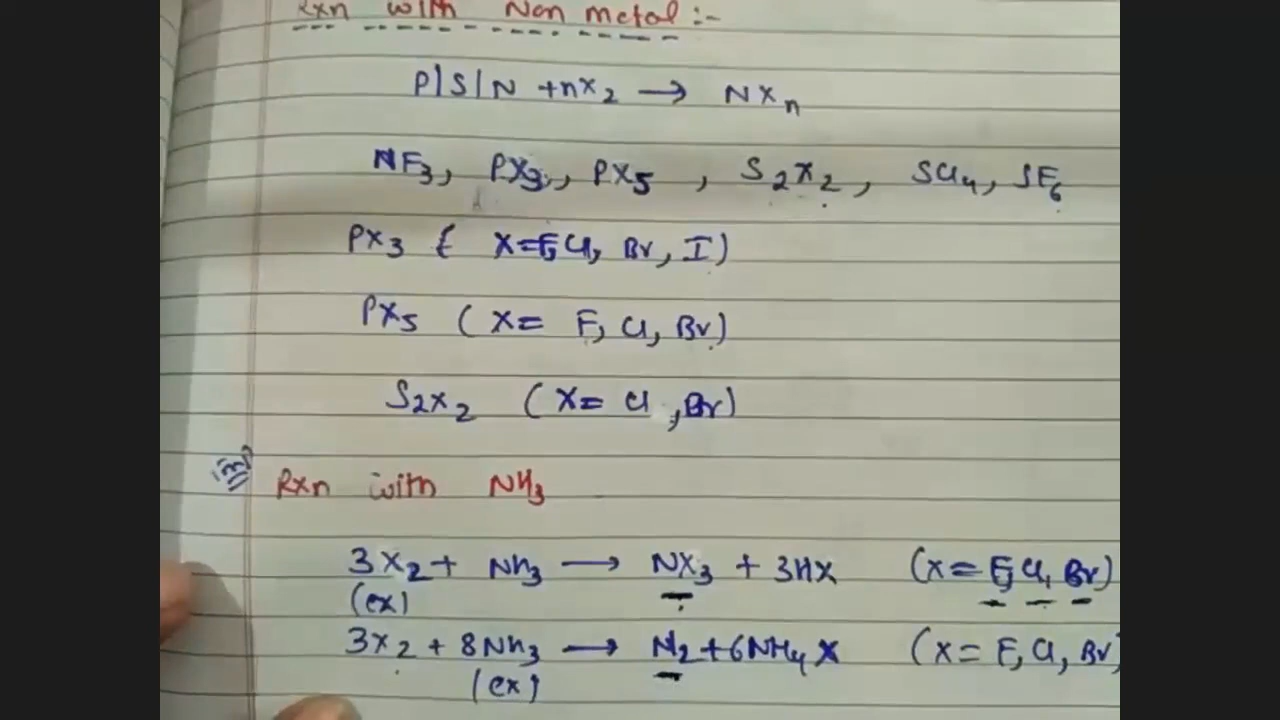 Rxn with Non metal :-
P|S|N + nX₂ → NXₙ
NF₃, PX₃, PX₅, S₂X₂, SCl₄, SF₆
PX₃ ( X=F, Cl, Br, I)
PX₅ ( X= F, Cl, Br)
S₂X₂ ( X= Cl, Br)
Rxn with NH₃
3X₂ + NH₃ → NX₃ + 3HX (X= F, Cl, Br)
(ex)
3X₂ + 8NH₃ → N₂ + 6NH₄X (X= F, Cl, Br)
(ex)